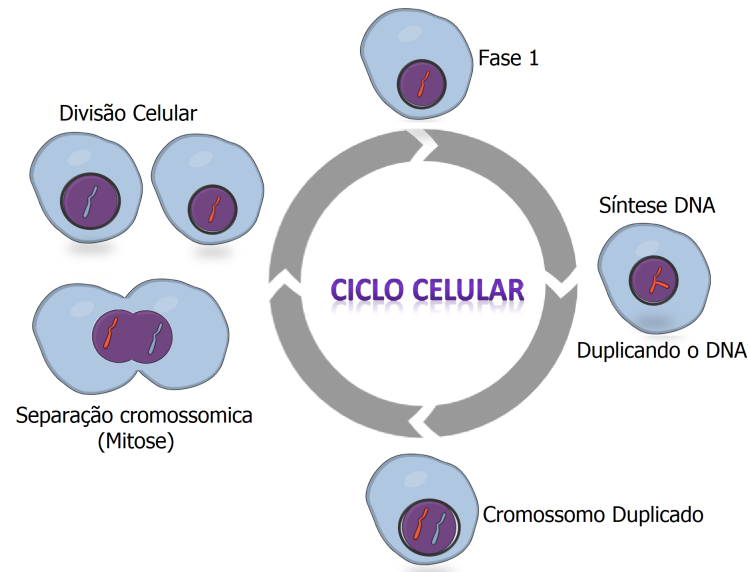 Fase 1
Divisão Celular
Síntese DNA
CICLO CELULAR
Duplicando o DNA
Separação cromossomica
(Mitose)
Cromossomo Duplicado